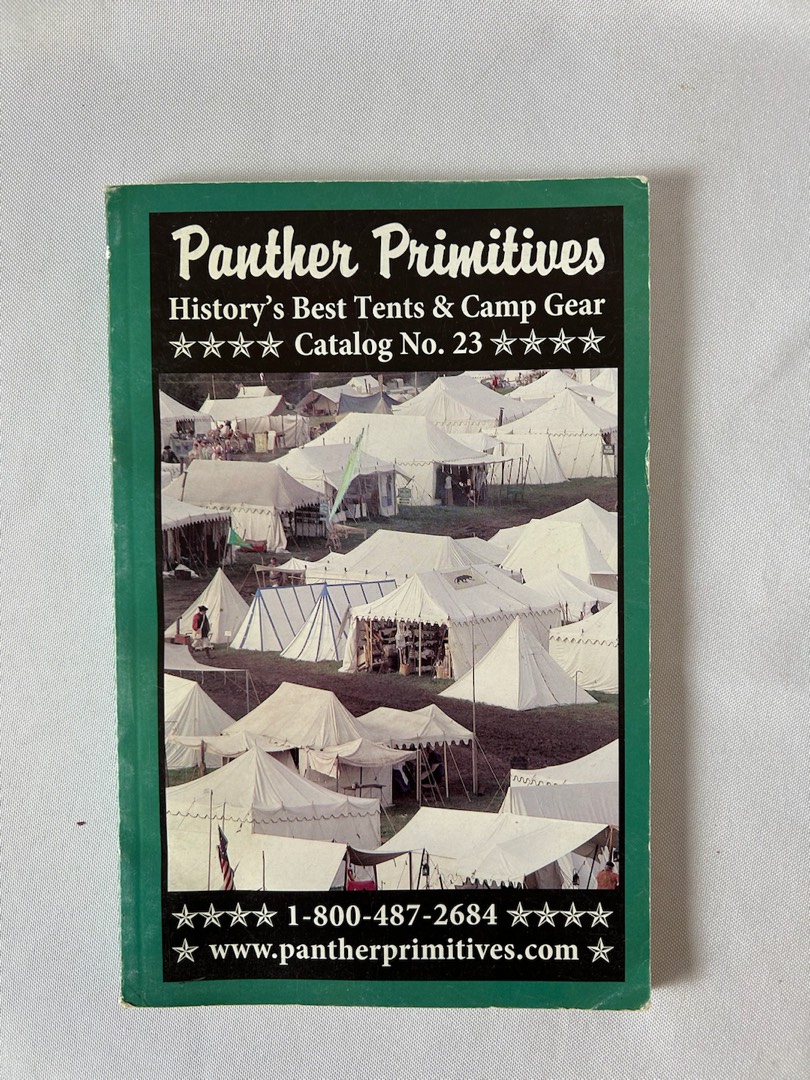 Panther Primitives
History's Best Tents & Camp Gear
Catalog No. 23
1-800-487-2684
www.pantherprimitives.com